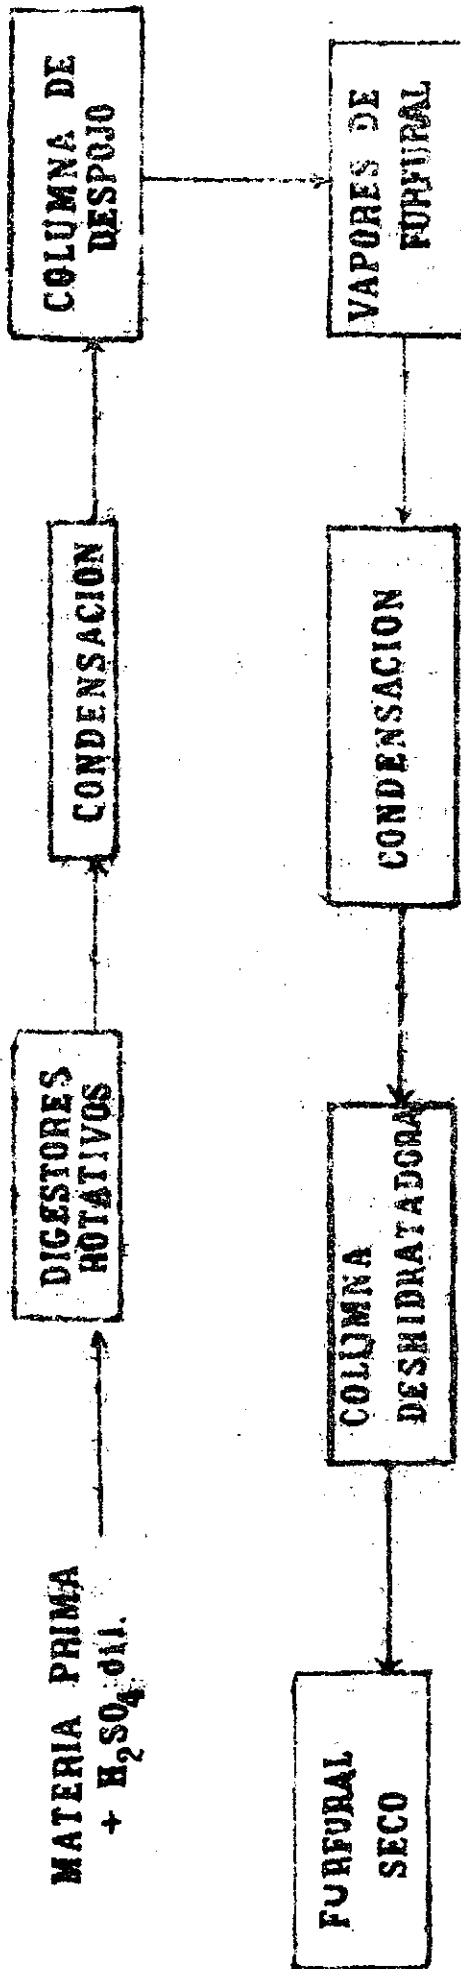 MATERIA PRIMA
+ H₂SO₄ dil.
DIGESTORES
ROTATIVOS
CONDENSACION
COLUMNA DE
DESPOJO
VAPORES DE
FURFURAL
CONDENSACION
COLUMNA
DESHIDRATADORA
FURFURAL
SECO